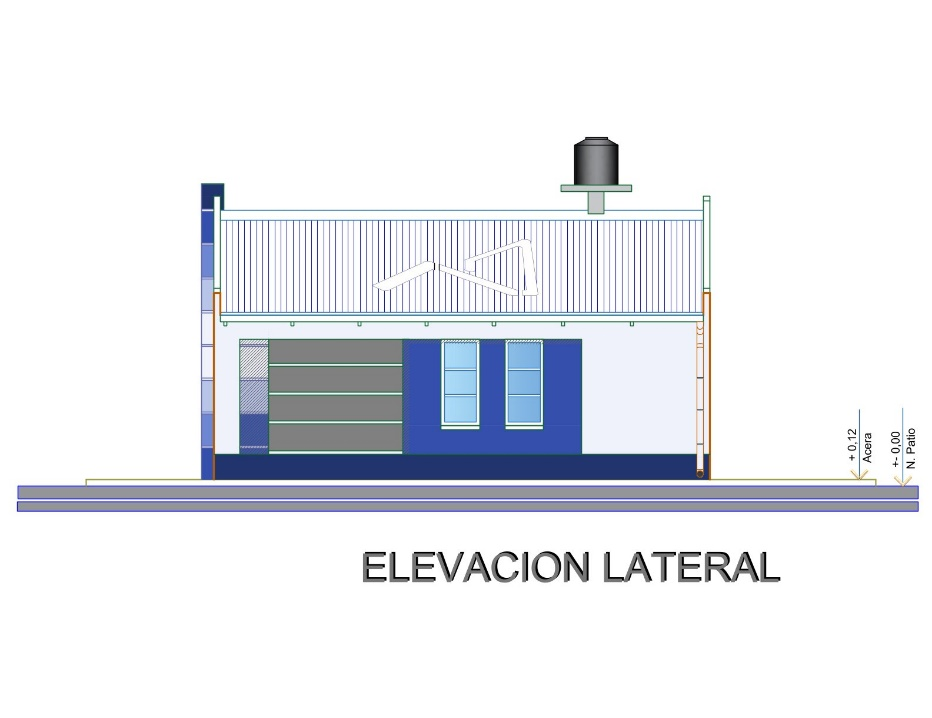 + 0,12
Acera
+- 0,00
N. Patio
ELEVACION LATERAL